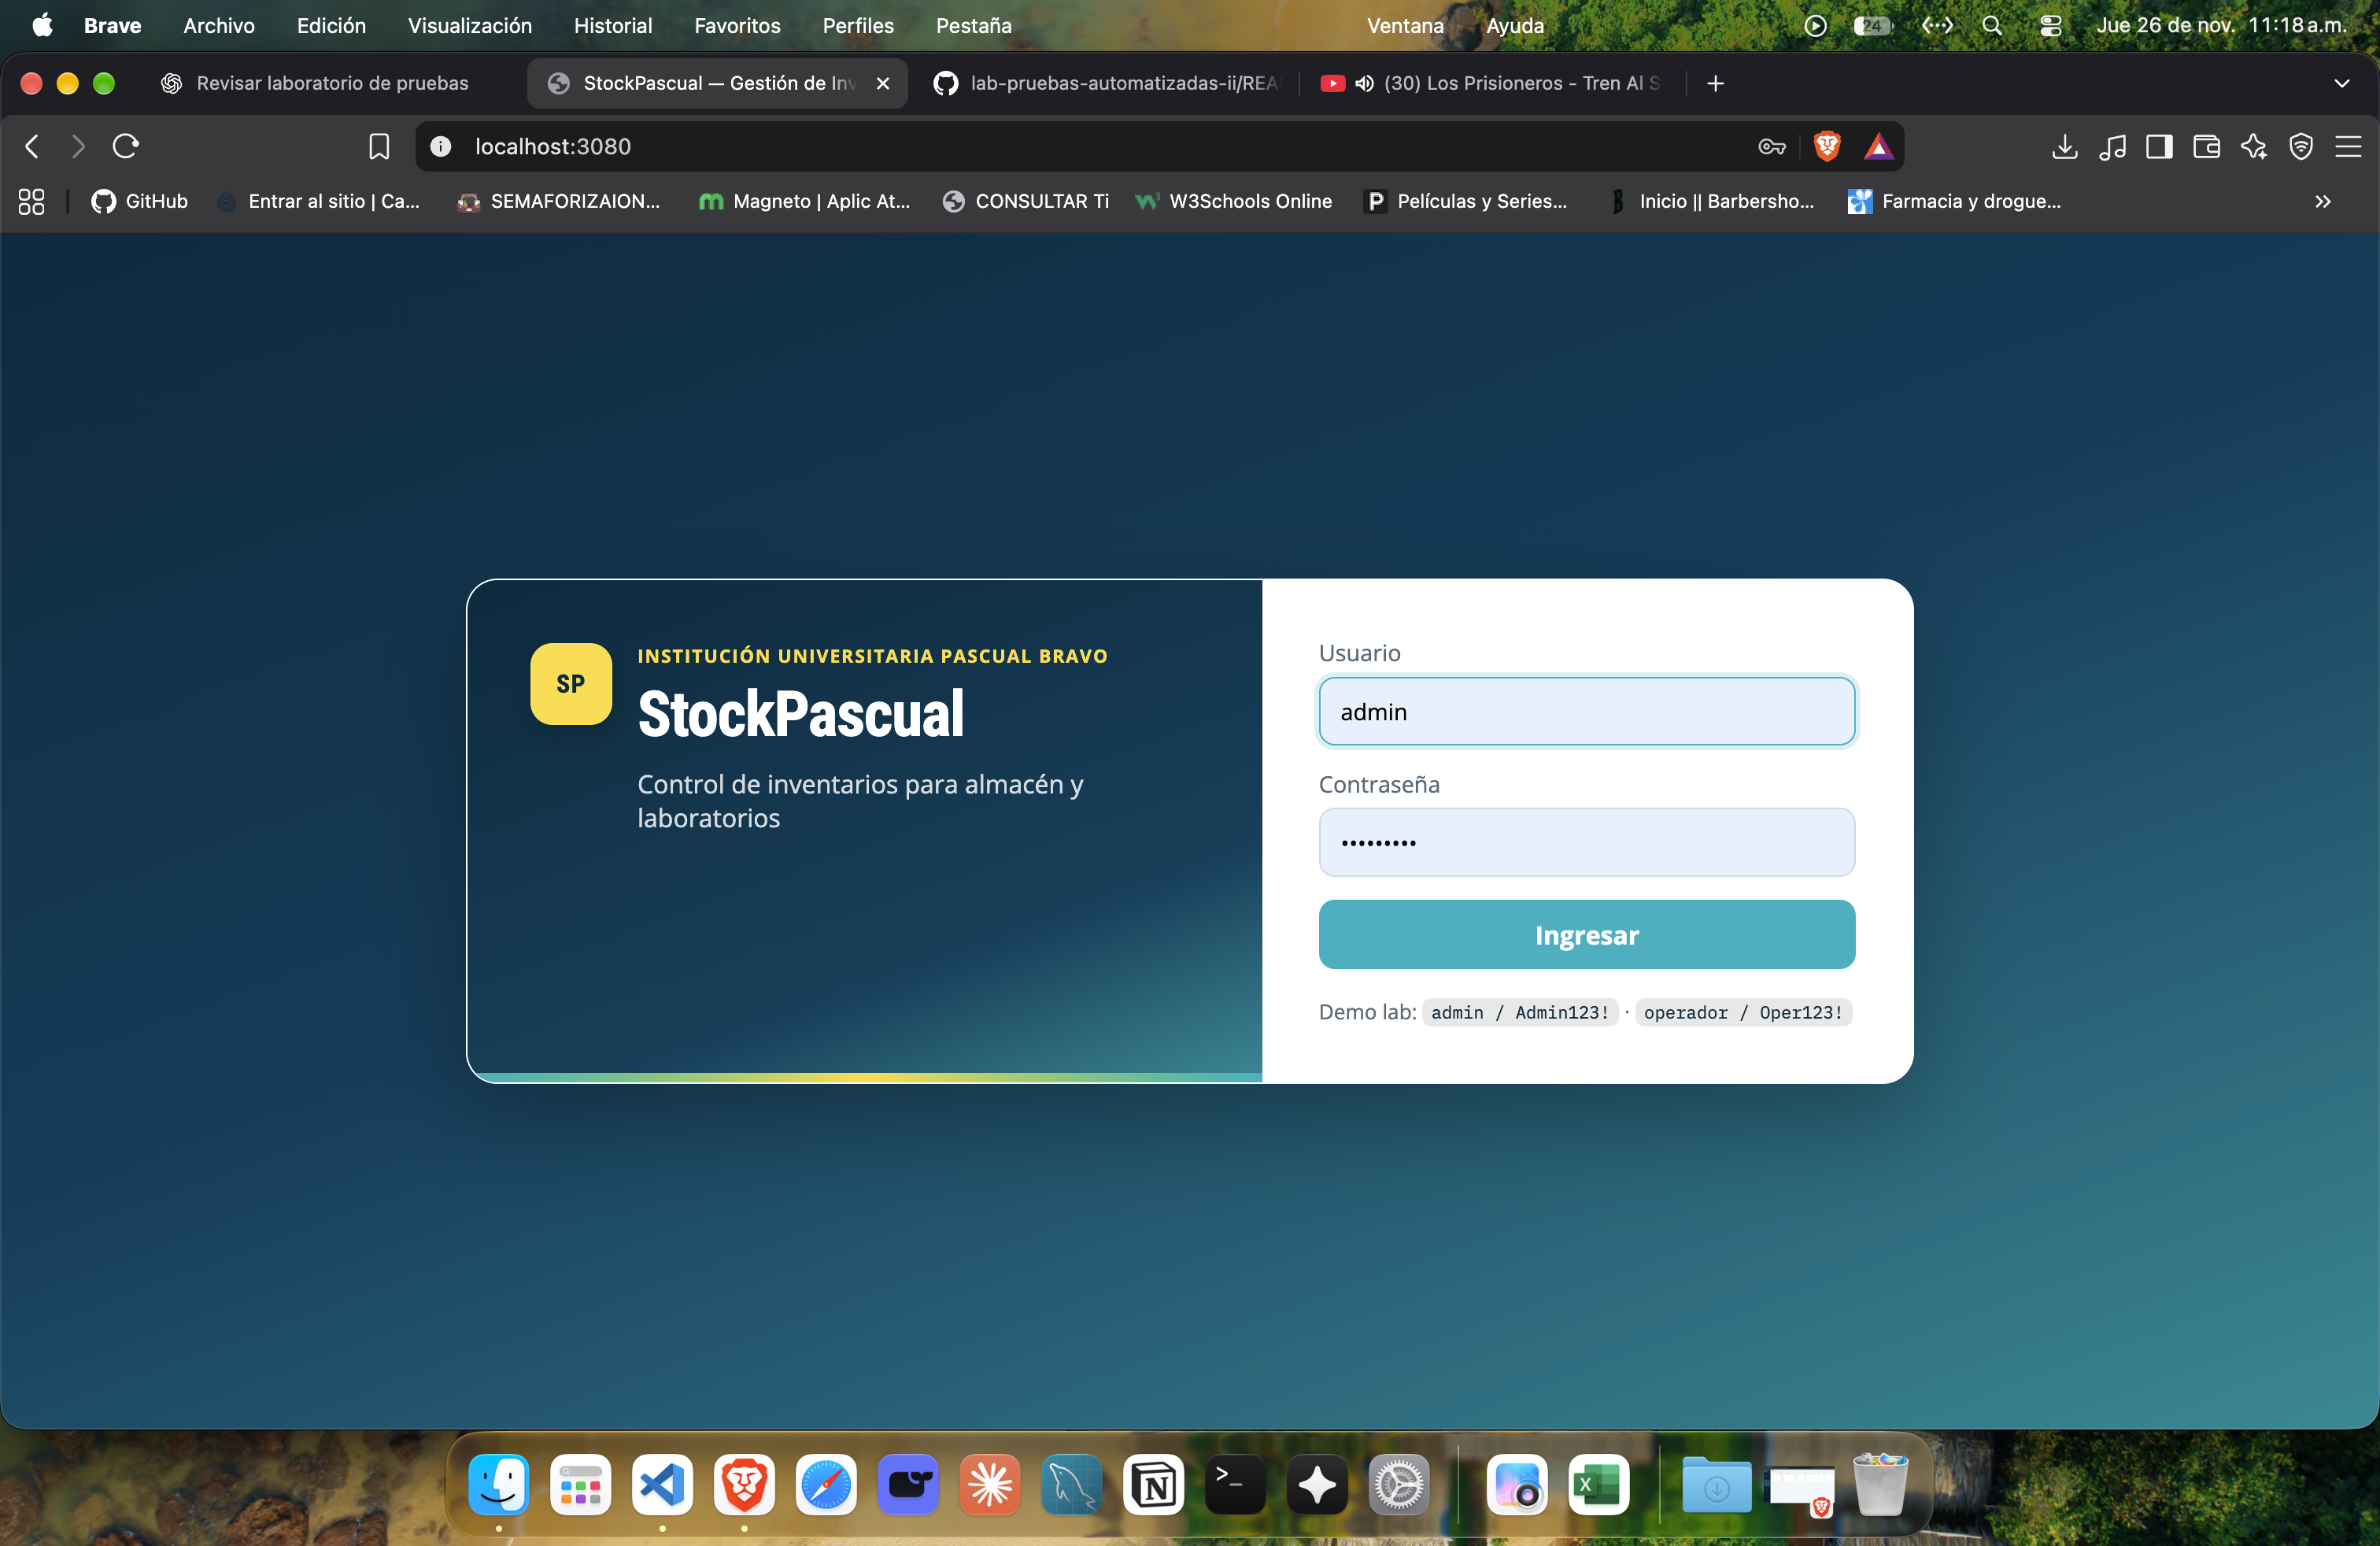 Brave Archivo Edición Visualización Historial Favoritos Perfiles Pestaña Ventana Ayuda 24 Jue 26 de nov. 11:18 a.m.
Revisar laboratorio de pruebas StockPascual — Gestión de Inv lab-pruebas-automatizadas-ii/REA (30) Los Prisioneros - Tren Al S
localhost:3080
GitHub Entrar al sitio | Ca... SEMAFORIZAION... Magneto | Aplic At... CONSULTAR Ti W3Schools Online Películas y Series... Inicio || Barbersho... Farmacia y drogue...
SP
INSTITUCIÓN UNIVERSITARIA PASCUAL BRAVO
StockPascual
Control de inventarios para almacén y
laboratorios
Usuario
admin
Contraseña
•••••••••
Ingresar
Demo lab: admin / Admin123! · operador / Oper123!